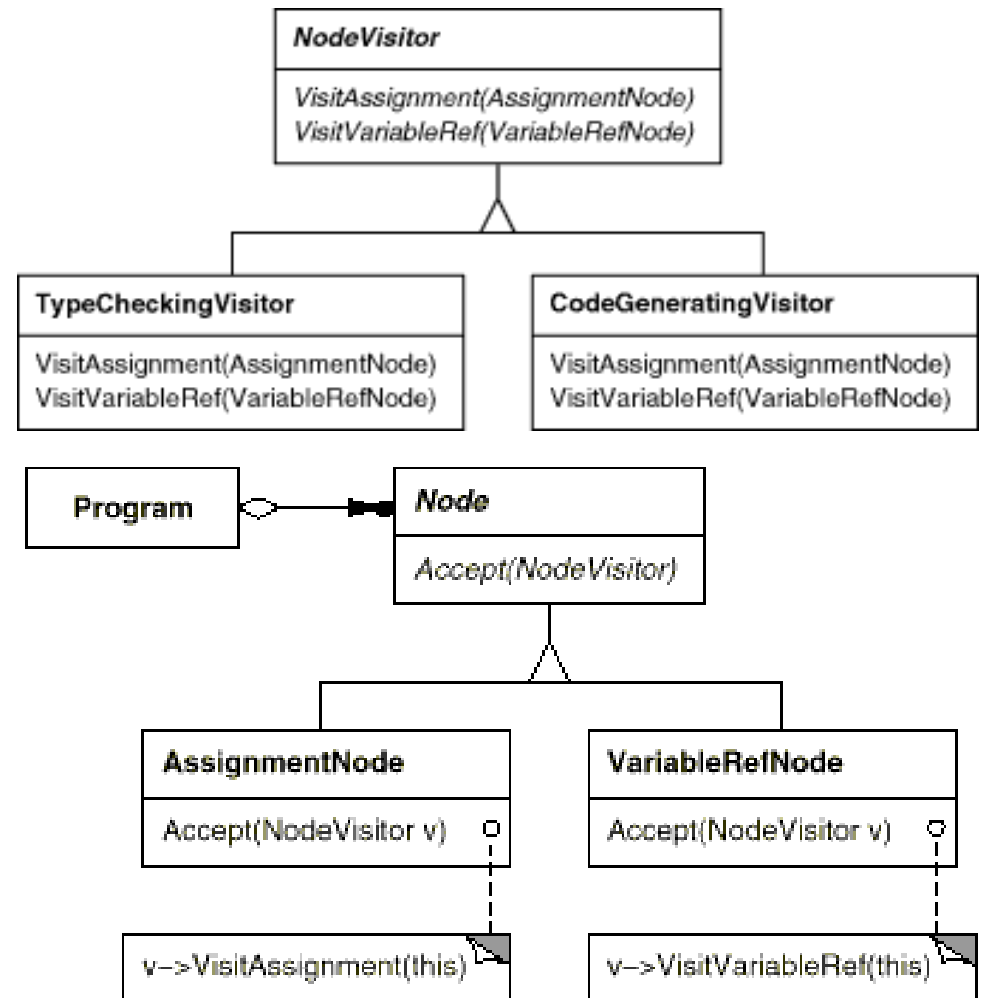 NodeVisitor
VisitAssignment(AssignmentNode)
VisitVariableRef(VariableRefNode)
TypeCheckingVisitor
VisitAssignment(AssignmentNode)
VisitVariableRef(VariableRefNode)
CodeGeneratingVisitor
VisitAssignment(AssignmentNode)
VisitVariableRef(VariableRefNode)
Program
Node
Accept(NodeVisitor)
AssignmentNode
Accept(NodeVisitor v)
v->VisitAssignment(this)
VariableRefNode
Accept(NodeVisitor v)
v->VisitVariableRef(this)